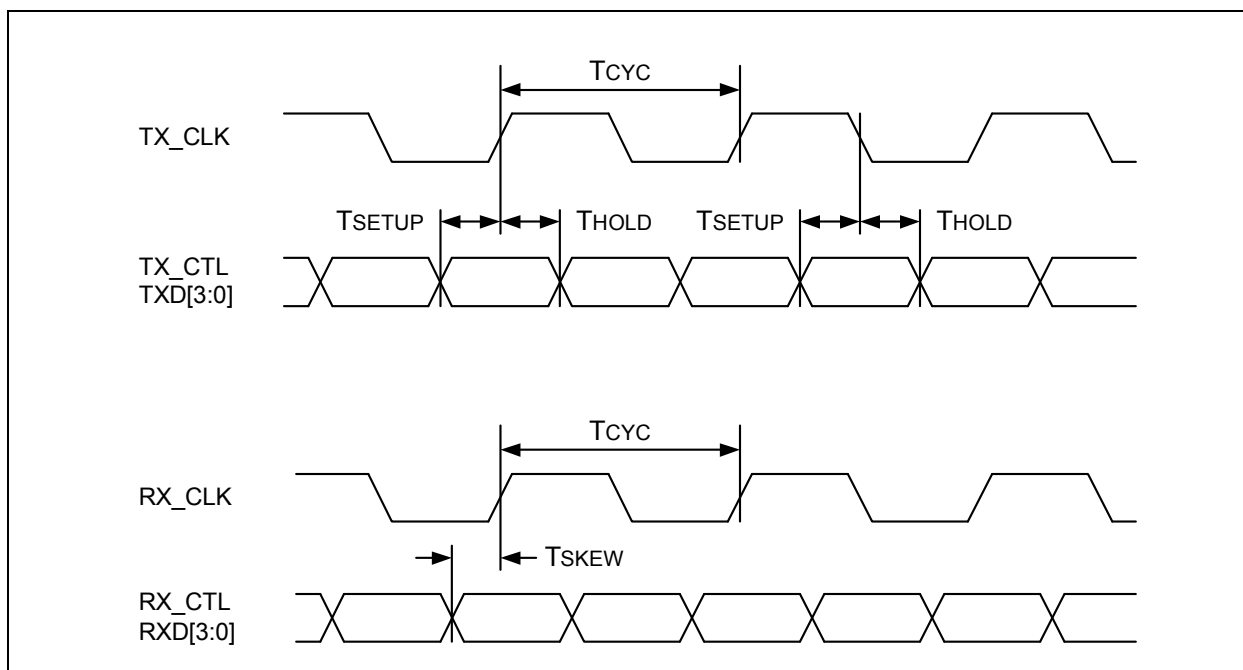 TCYC
TX_CLK
TSETUP
THOLD
TSETUP
THOLD
TX_CTL
TXD[3:0]
TCYC
RX_CLK
TSKEW
RX_CTL
RXD[3:0]